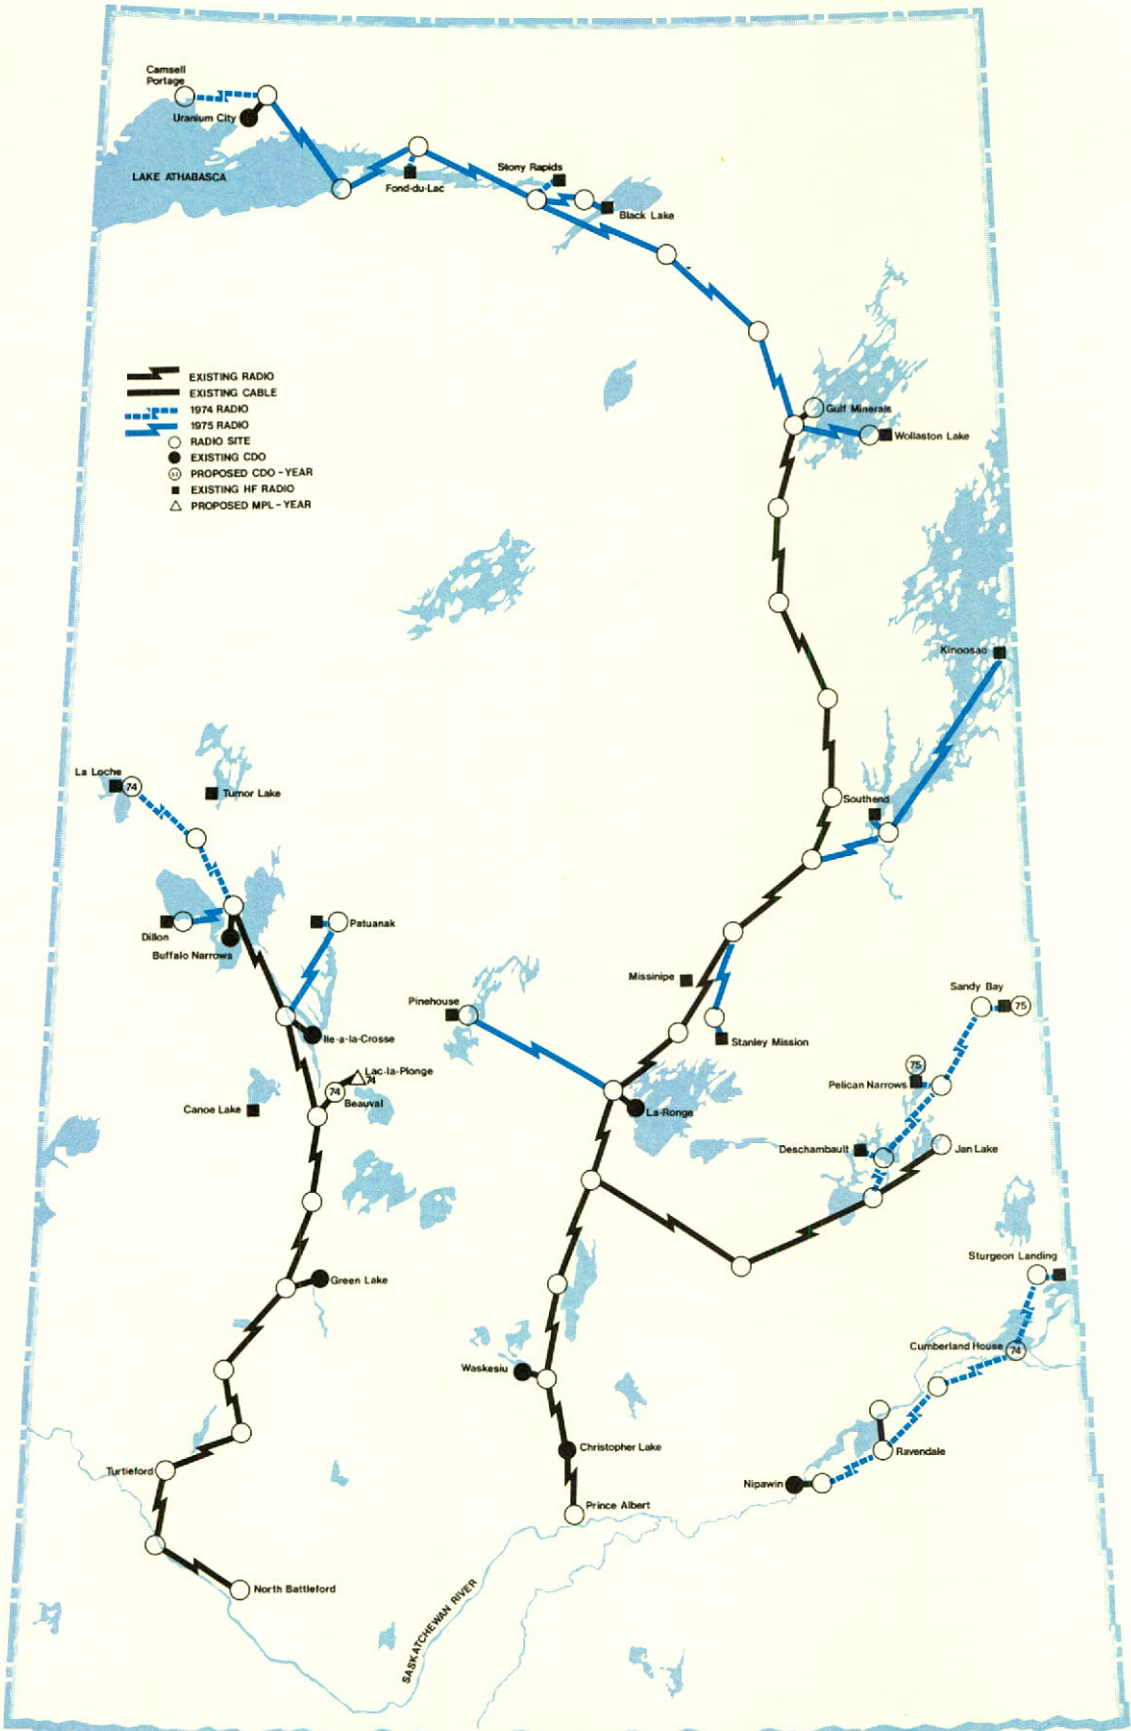 Camsell
Portage
Uranium City
LAKE ATHABASCA
Fond-du-Lac
Stony Rapids
Black Lake
EXISTING RADIO
EXISTING CABLE
1974 RADIO
1975 RADIO
RADIO SITE
EXISTING CDO
PROPOSED CDO - YEAR
EXISTING HF RADIO
PROPOSED MPL - YEAR
Gulf Minerals
Wollaston Lake
Kinoosao
La Loche
74
Turnor Lake
Southend
Dillon
Buffalo Narrows
Patuanak
Missinipe
Pinehouse
Sandy Bay
75
Ile-a-la-Crosse
Stanley Mission
Lac-la-Plonge
74
74
Beauval
75
Pelican Narrows
Canoe Lake
La-Ronge
Deschambault
Jan Lake
Sturgeon Landing
Green Lake
Cumberland House
74
Waskesiu
Christopher Lake
Ravendale
Turtleford
Nipawin
Prince Albert
North Battleford
SASKATCHEWAN RIVER